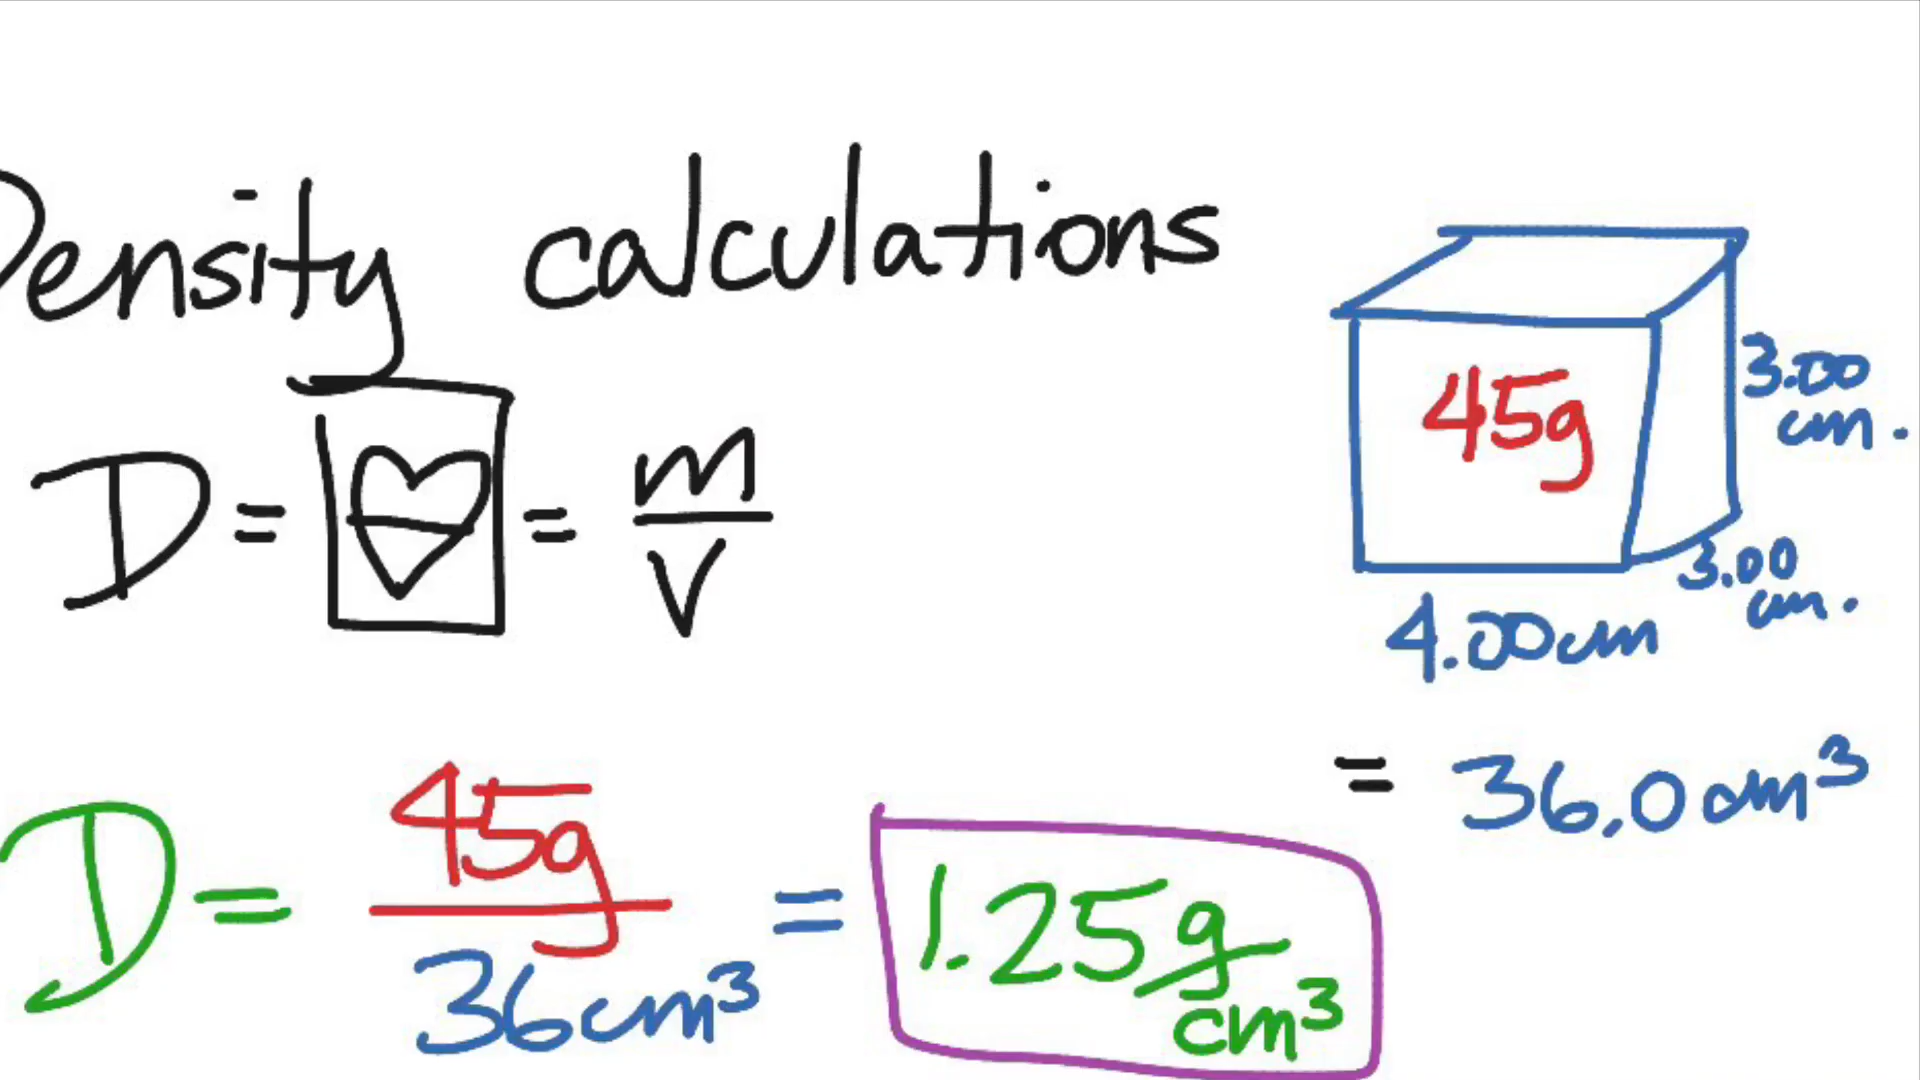 Density calculations
D = ♡ = m/V
45g
3.00 cm.
3.00 cm.
4.00cm
= 36.0cm³
D = 45g/36cm³ = 1.25g/cm³